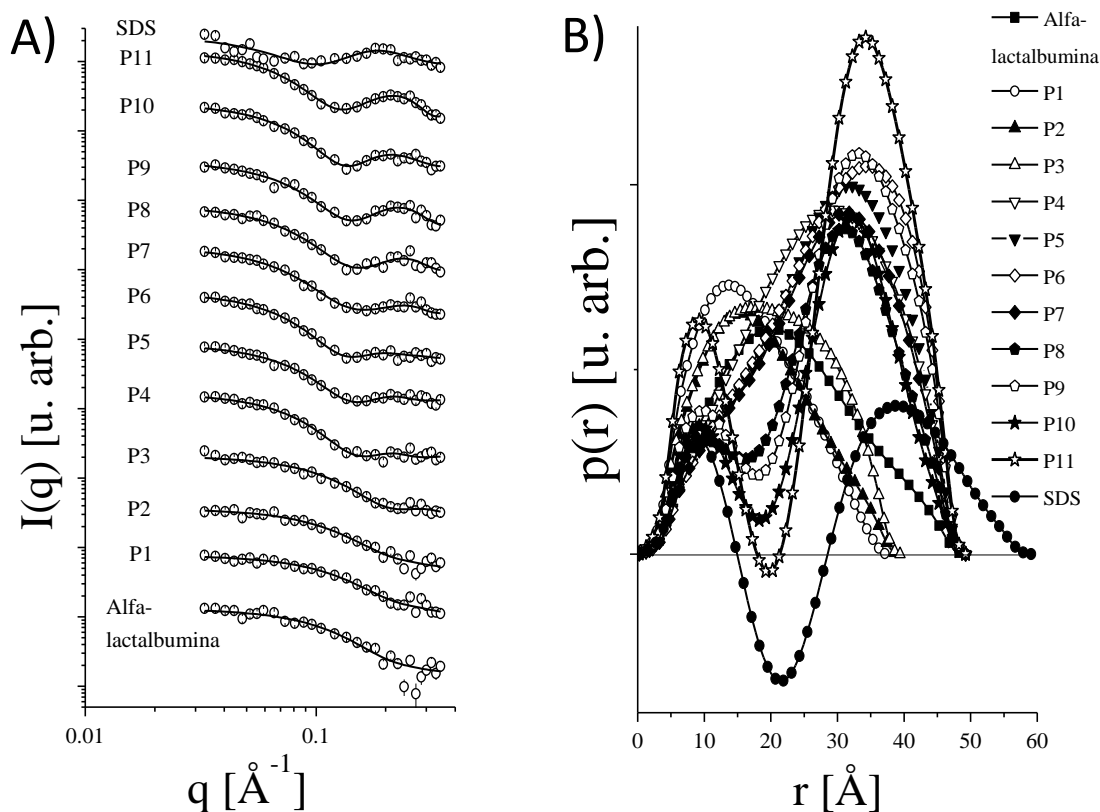 A)
SDS
P11
P10
P9
P8
P7
P6
P5
P4
P3
P2
P1
Alfa-
lactalbumina
I(q) [u. arb.]
0.01
0.1
q [Å⁻¹]
B)
p(r) [u. arb.]
0
10
20
30
40
50
60
r [Å]
Alfa-
lactalbumina
P1
P2
P3
P4
P5
P6
P7
P8
P9
P10
P11
SDS